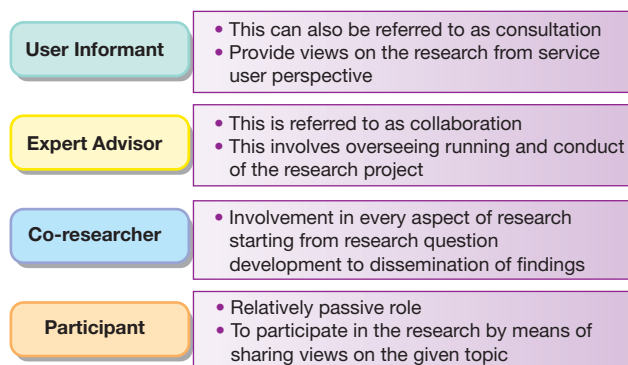 User Informant
• This can also be referred to as consultation
• Provide views on the research from service
user perspective
Expert Advisor
• This is referred to as collaboration
• This involves overseeing running and conduct
of the research project
Co-researcher
• Involvement in every aspect of research
starting from research question
development to dissemination of findings
Participant
• Relatively passive role
• To participate in the research by means of
sharing views on the given topic